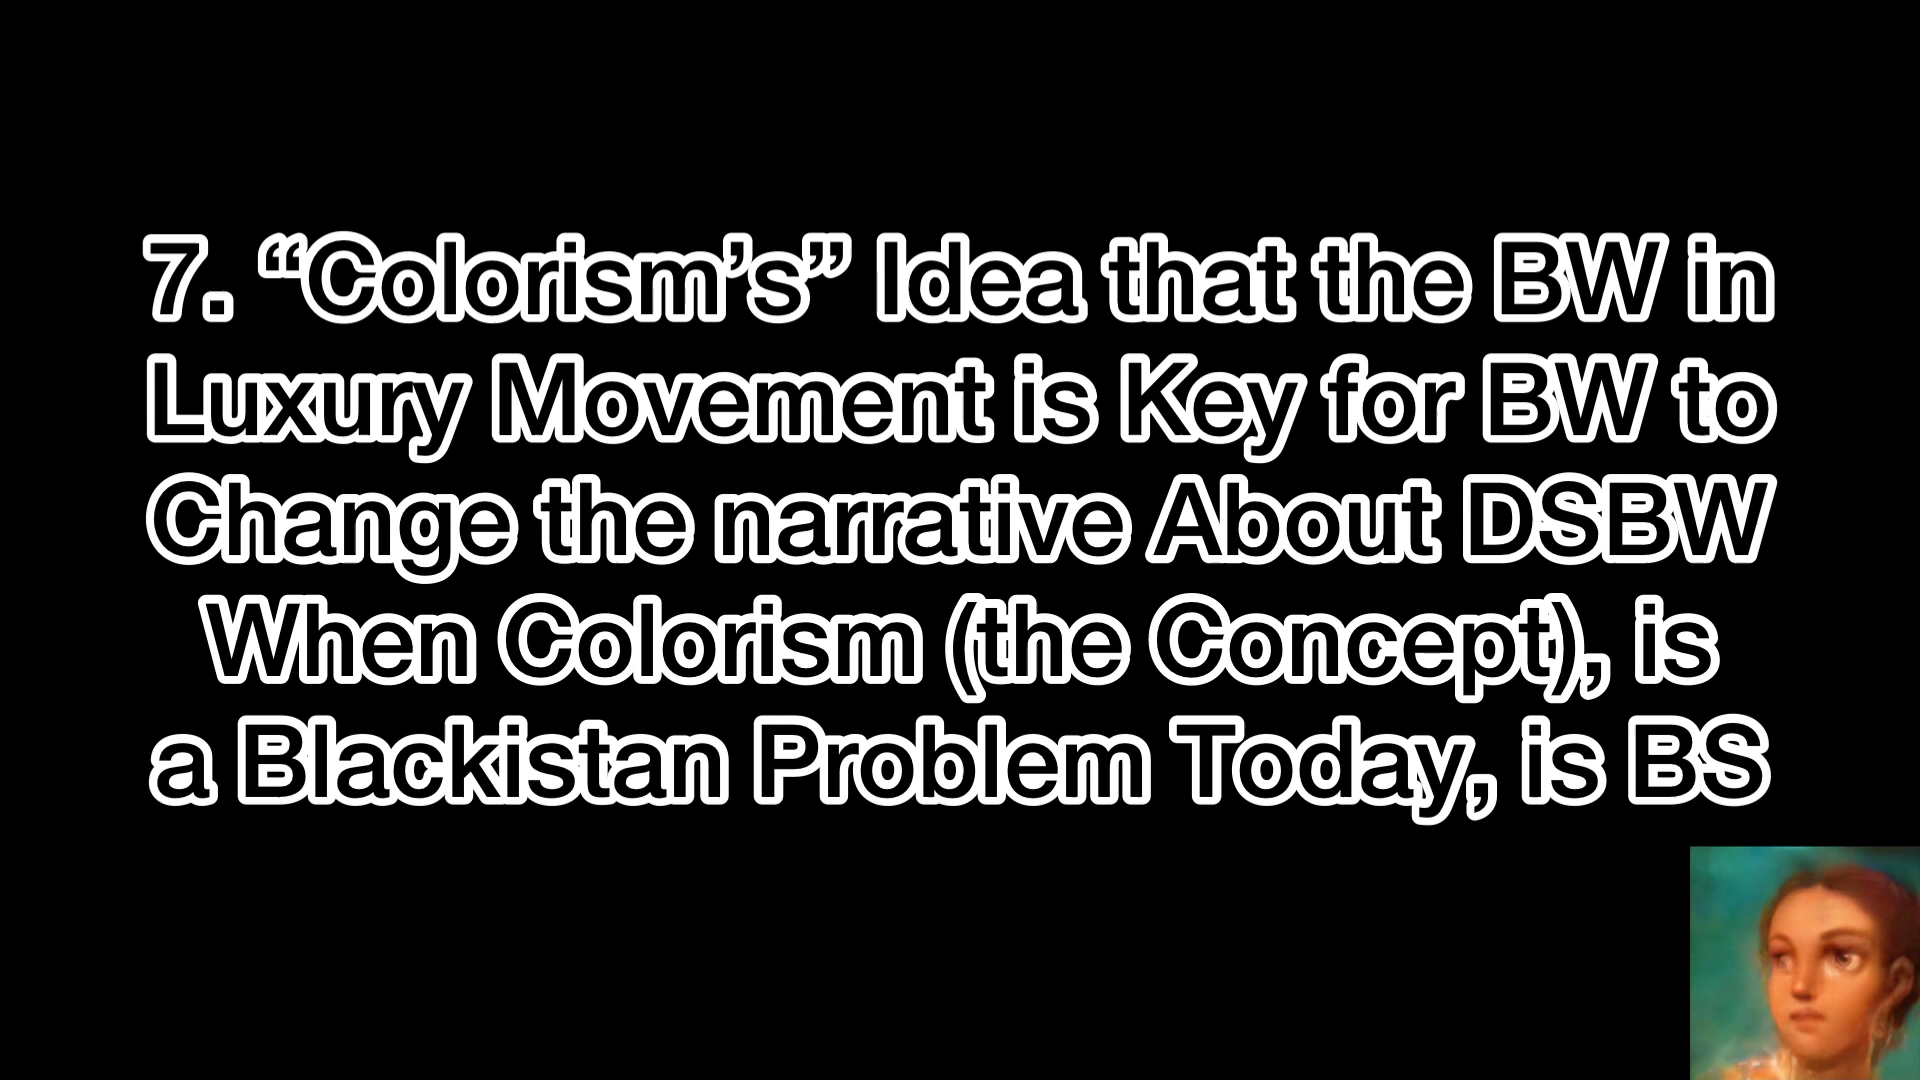 7. “Colorism’s” Idea that the BW in
Luxury Movement is Key for BW to
Change the narrative About DSBW
When Colorism (the Concept), is
a Blackistan Problem Today, is BS